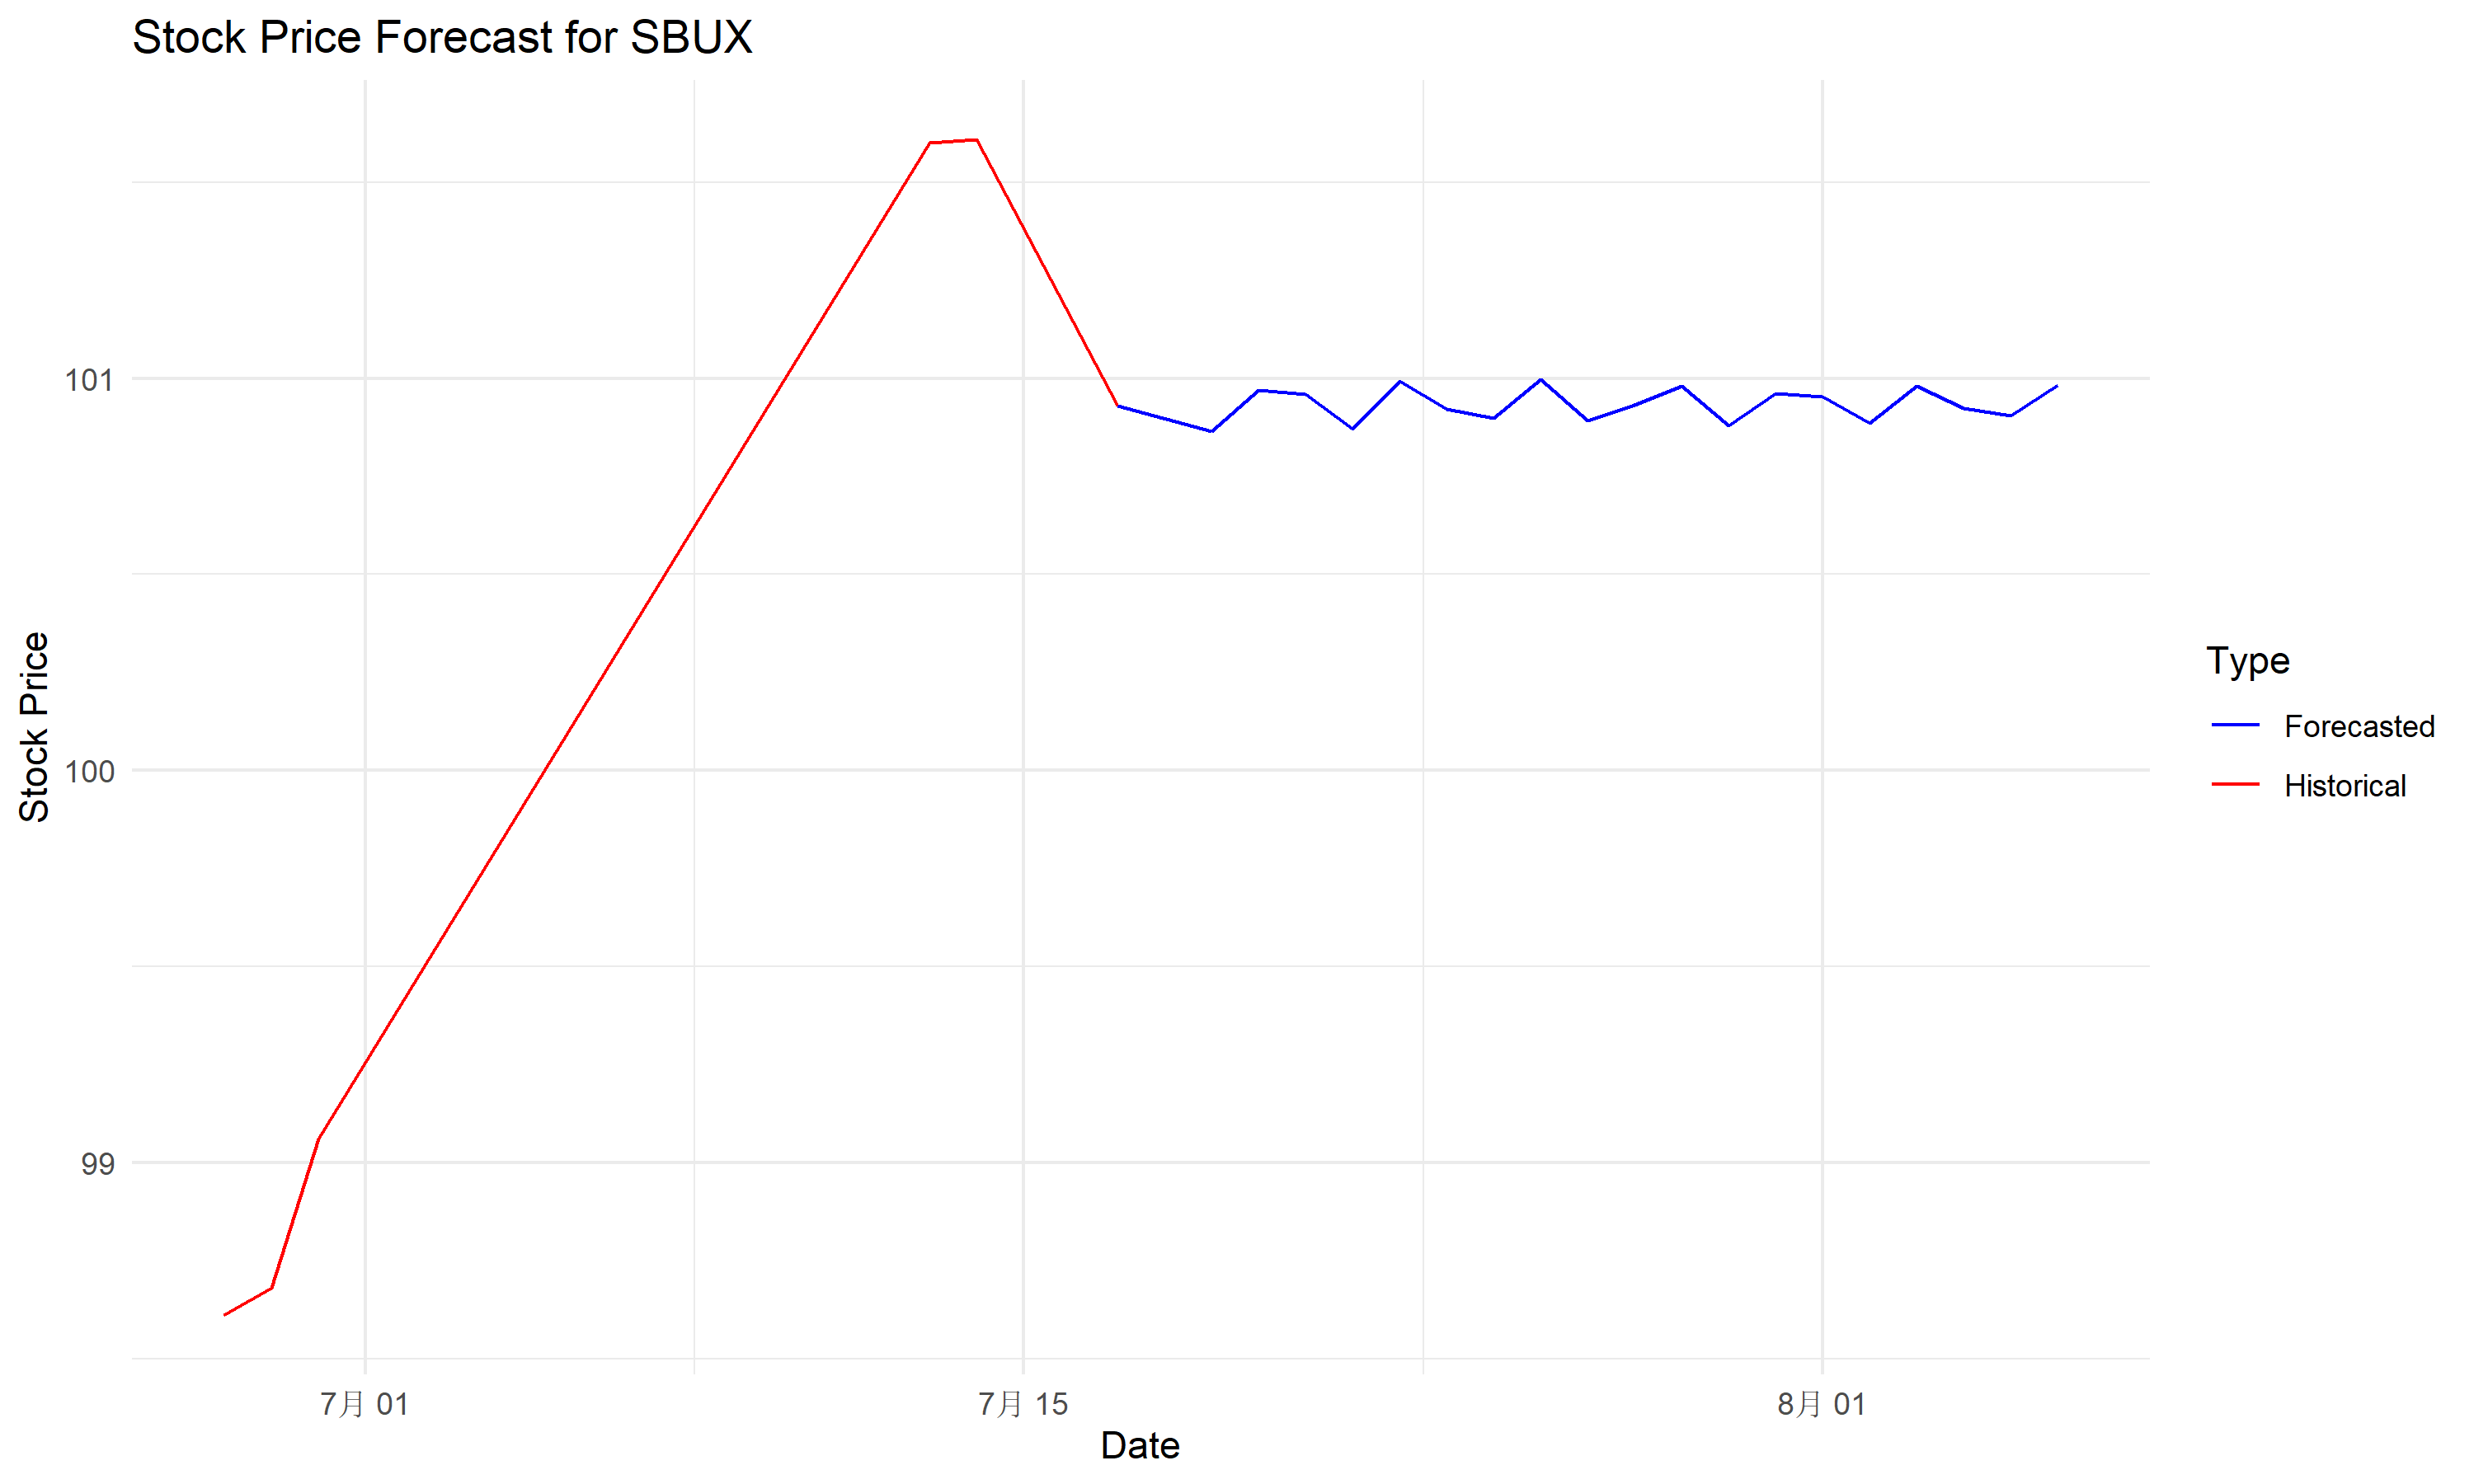 Stock Price Forecast for SBUX
Stock Price
101
100
99
7月 01
7月 15
8月 01
Date
Type
Forecasted
Historical